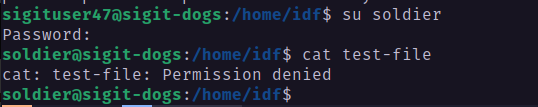 sigituser47@sigit-dogs:/home/idf$ su soldier
Password:
soldier@sigit-dogs:/home/idf$ cat test-file
cat: test-file: Permission denied
soldier@sigit-dogs:/home/idf$